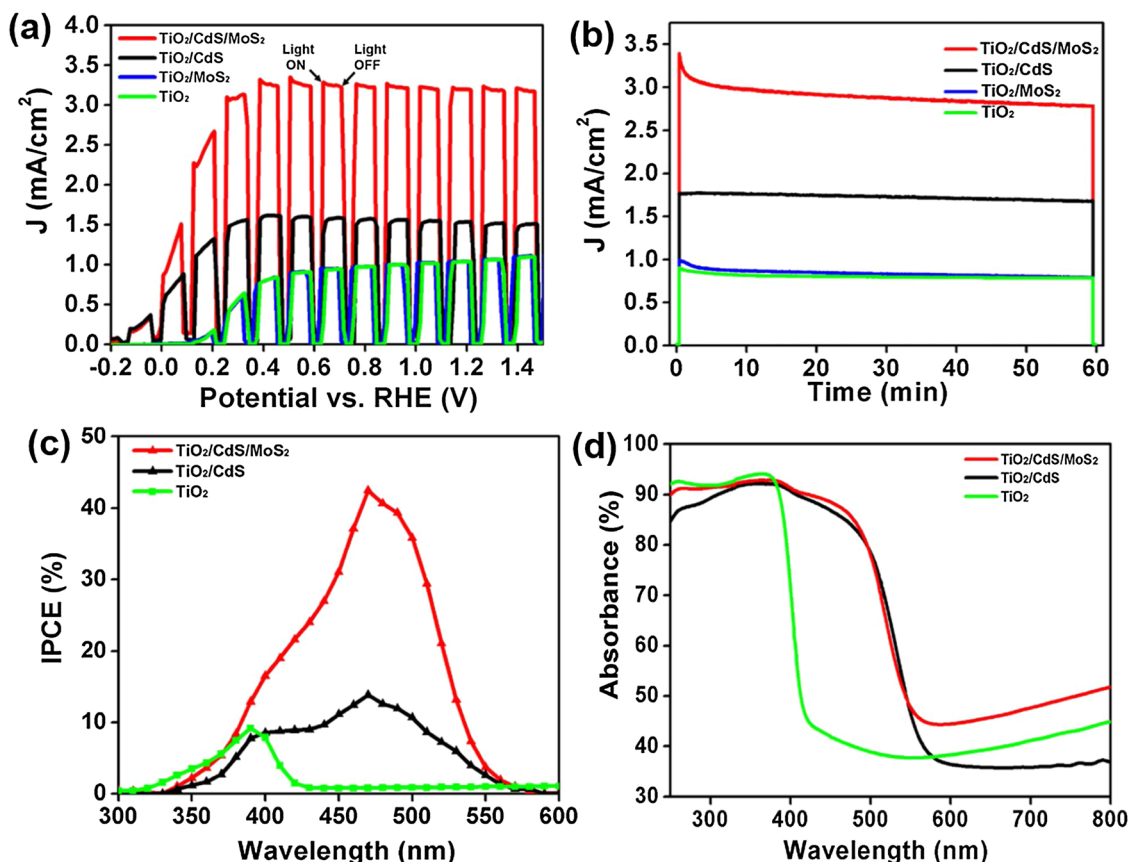 (a)
TiO₂/CdS/MoS₂
TiO₂/CdS
TiO₂/MoS₂
TiO₂
Light
ON
Light
OFF
J (mA/cm²)
4.0
3.5
3.0
2.5
2.0
1.5
1.0
0.5
0.0
-0.2 0.0 0.2 0.4 0.6 0.8 1.0 1.2 1.4
Potential vs. RHE (V)
(b)
TiO₂/CdS/MoS₂
TiO₂/CdS
TiO₂/MoS₂
TiO₂
J (mA/cm²)
3.5
3.0
2.5
2.0
1.5
1.0
0.5
0.0
0 10 20 30 40 50 60
Time (min)
(c)
TiO₂/CdS/MoS₂
TiO₂/CdS
TiO₂
IPCE (%)
50
40
30
20
10
0
300 350 400 450 500 550 600
Wavelength (nm)
(d)
TiO₂/CdS/MoS₂
TiO₂/CdS
TiO₂
Absorbance (%)
100
90
80
70
60
50
40
30
300 400 500 600 700 800
Wavelength (nm)